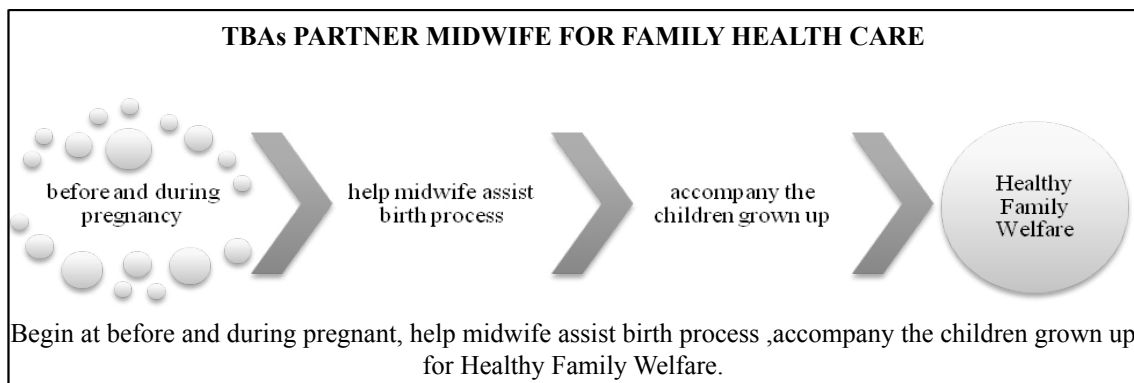 TBAs PARTNER MIDWIFE FOR FAMILY HEALTH CARE
before and during
pregnancy
help midwife assist
birth process
accompany the
children grown up
Healthy
Family
Welfare
Begin at before and during pregnant, help midwife assist birth process ,accompany the children grown up
for Healthy Family Welfare.